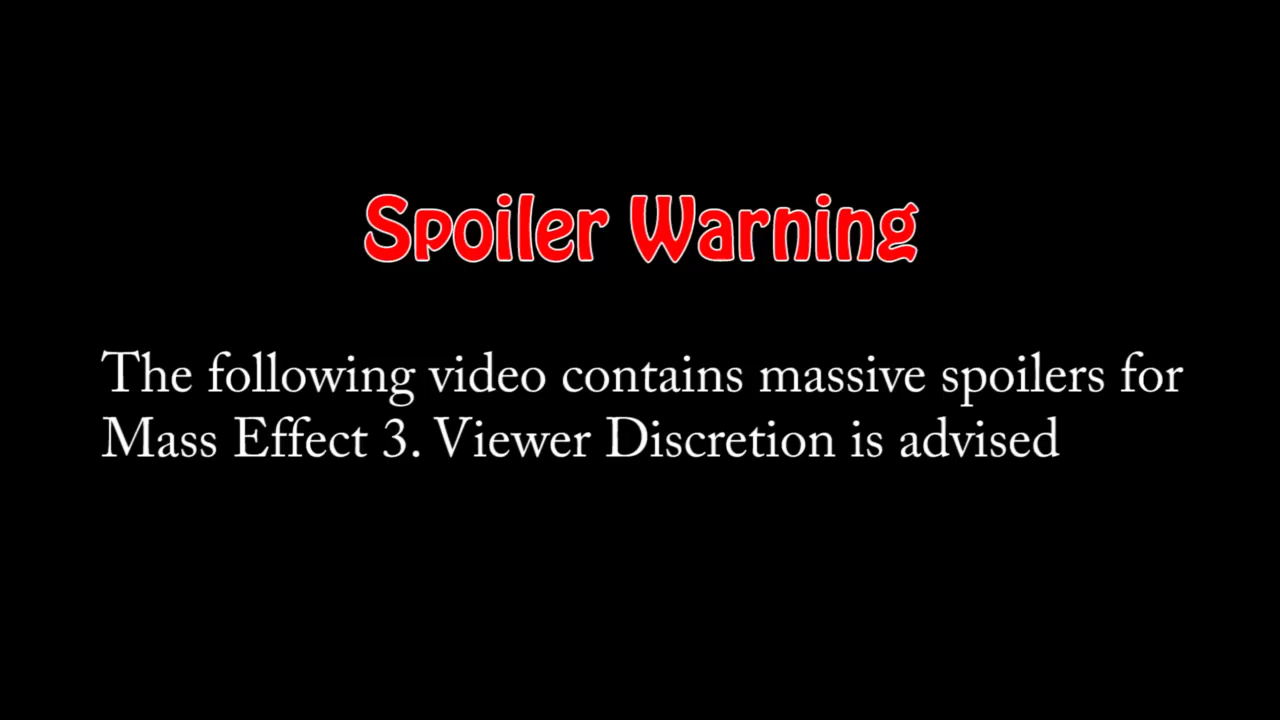 Spoiler Warning
The following video contains massive spoilers for
Mass Effect 3. Viewer Discretion is advised